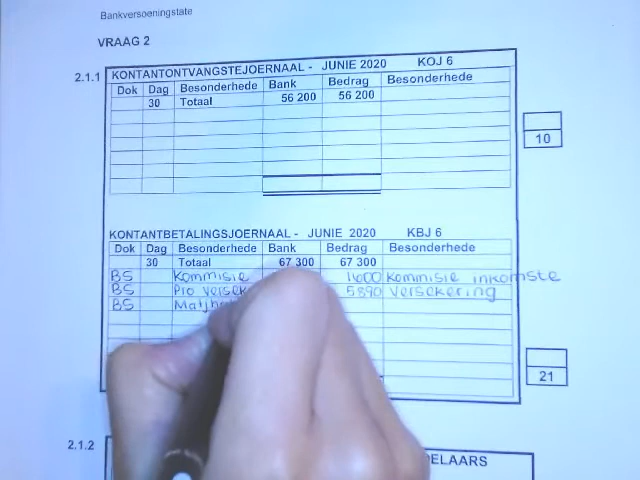 Bankversoeningstate
VRAAG 2
2.1.1 KONTANTONTVANGSTEJOERNAAL - JUNIE 2020 KOJ 6
Dok Dag Besonderhede Bank Bedrag Besonderhede
30 Totaal 56 200 56 200
10
KONTANTBETALINGSJOERNAAL - JUNIE 2020 KBJ 6
Dok Dag Besonderhede Bank Bedrag Besonderhede
30 Totaal 67 300 67 300
BS Kommisie 1600 Kommisie inkomste
BS Pro 5890 Versekering
BS
21
2.1.2